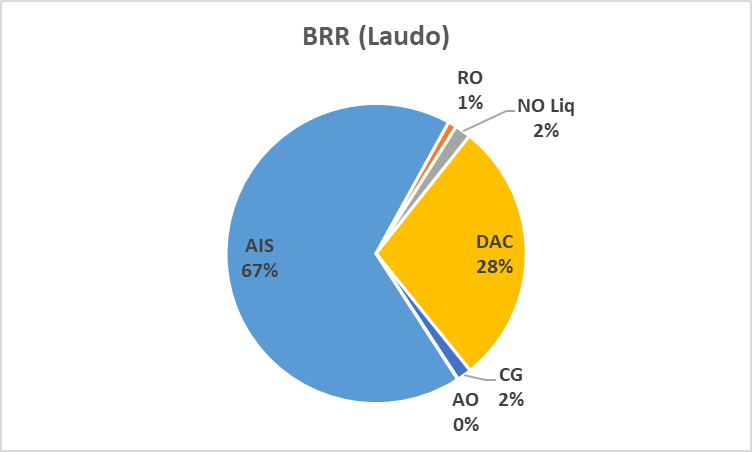 BRR (Laudo)
RO
1%
NO Liq
2%
DAC
28%
CG
2%
AO
0%
AIS
67%